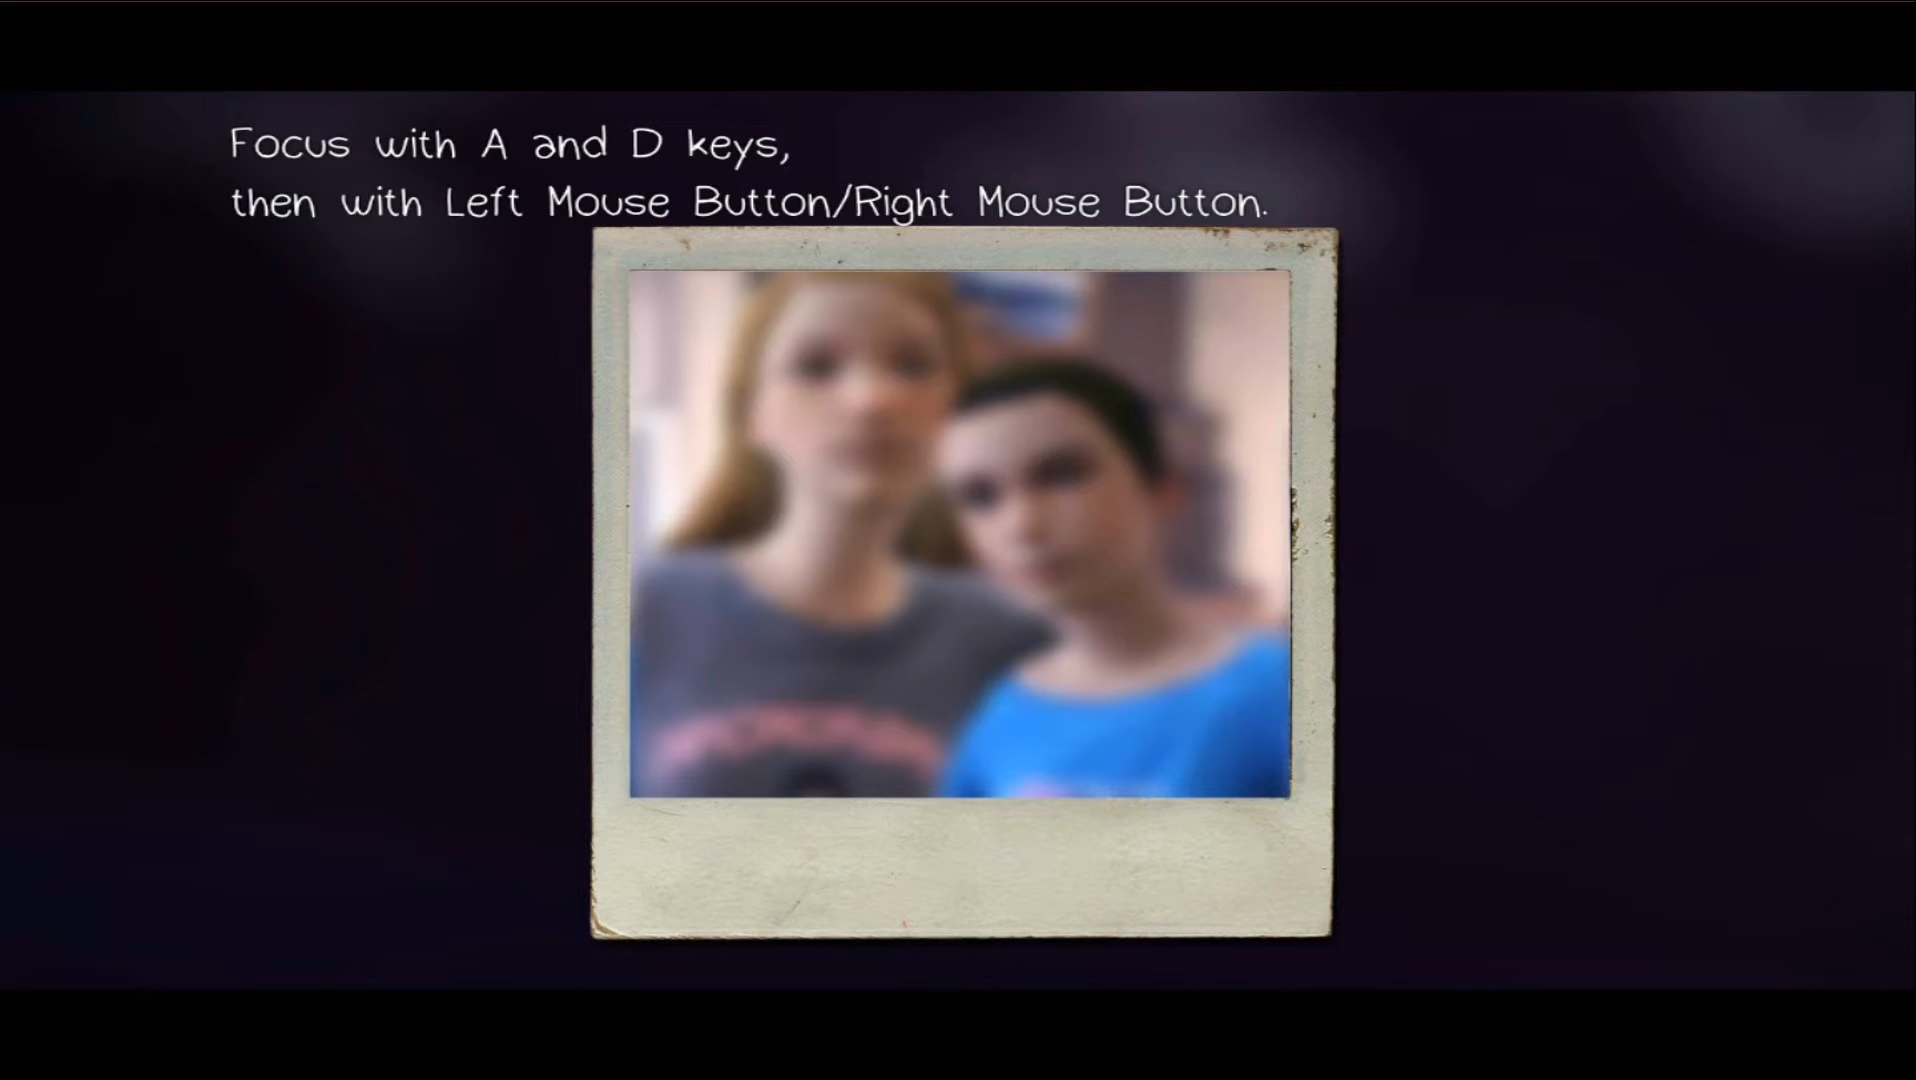 Focus with A and D keys,
then with Left Mouse Button/Right Mouse Button.